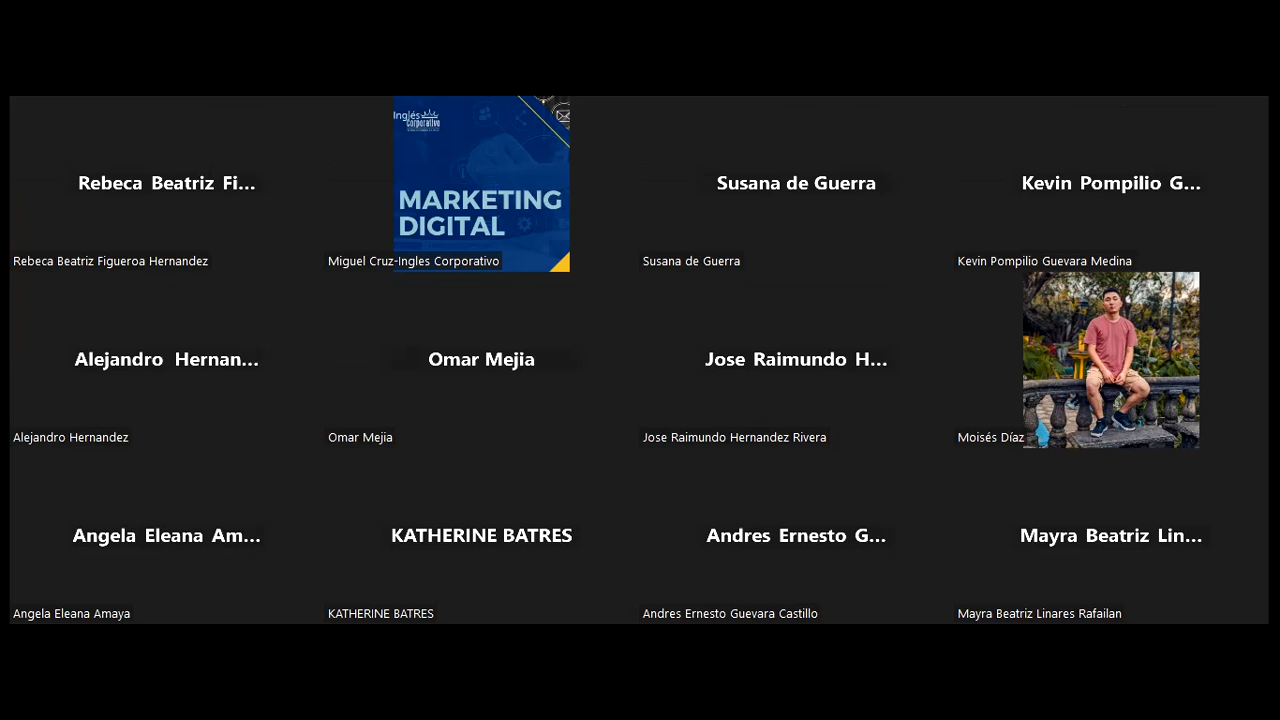 Rebeca Beatriz Fi...
Rebeca Beatriz Figueroa Hernandez
Inglés
Corporativo
MARKETING
DIGITAL
Miguel Cruz-Ingles Corporativo
Susana de Guerra
Susana de Guerra
Kevin Pompilio G...
Kevin Pompilio Guevara Medina
Alejandro Hernan...
Alejandro Hernandez
Omar Mejia
Omar Mejia
Jose Raimundo H...
Jose Raimundo Hernandez Rivera
Moisés Díaz
Angela Eleana Am...
Angela Eleana Amaya
KATHERINE BATRES
KATHERINE BATRES
Andres Ernesto G...
Andres Ernesto Guevara Castillo
Mayra Beatriz Lin...
Mayra Beatriz Linares Rafailan